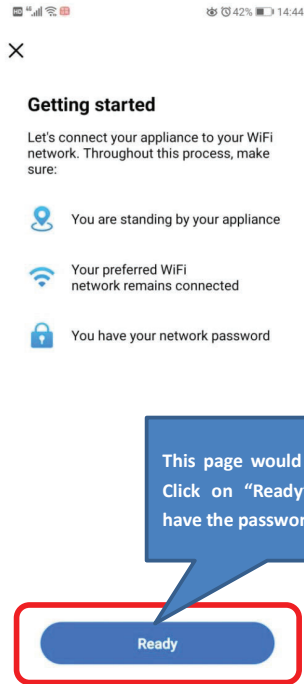 42% 14:44
Getting started
Let's connect your appliance to your WiFi
network. Throughout this process, make
sure:
You are standing by your appliance
Your preferred WiFi
network remains connected
You have your network password
This page would
Click on “Ready
have the passwor
Ready